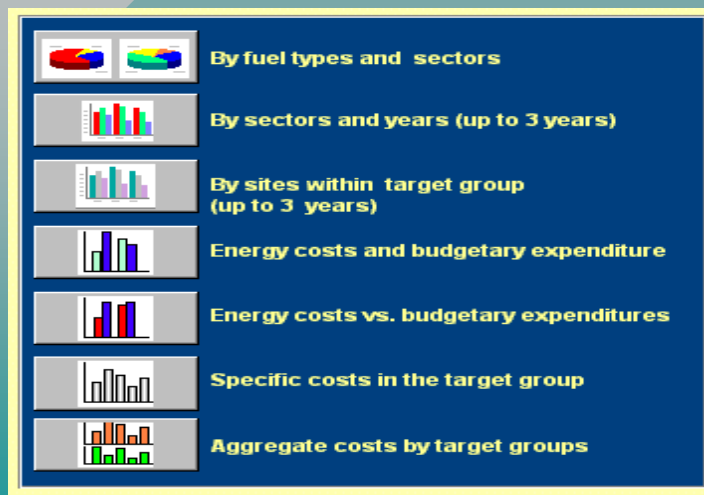 By fuel types and sectors
By sectors and years (up to 3 years)
By sites within target group
(up to 3 years)
Energy costs and budgetary expenditure
Energy costs vs. budgetary expenditures
Specific costs in the target group
Aggregate costs by target groups